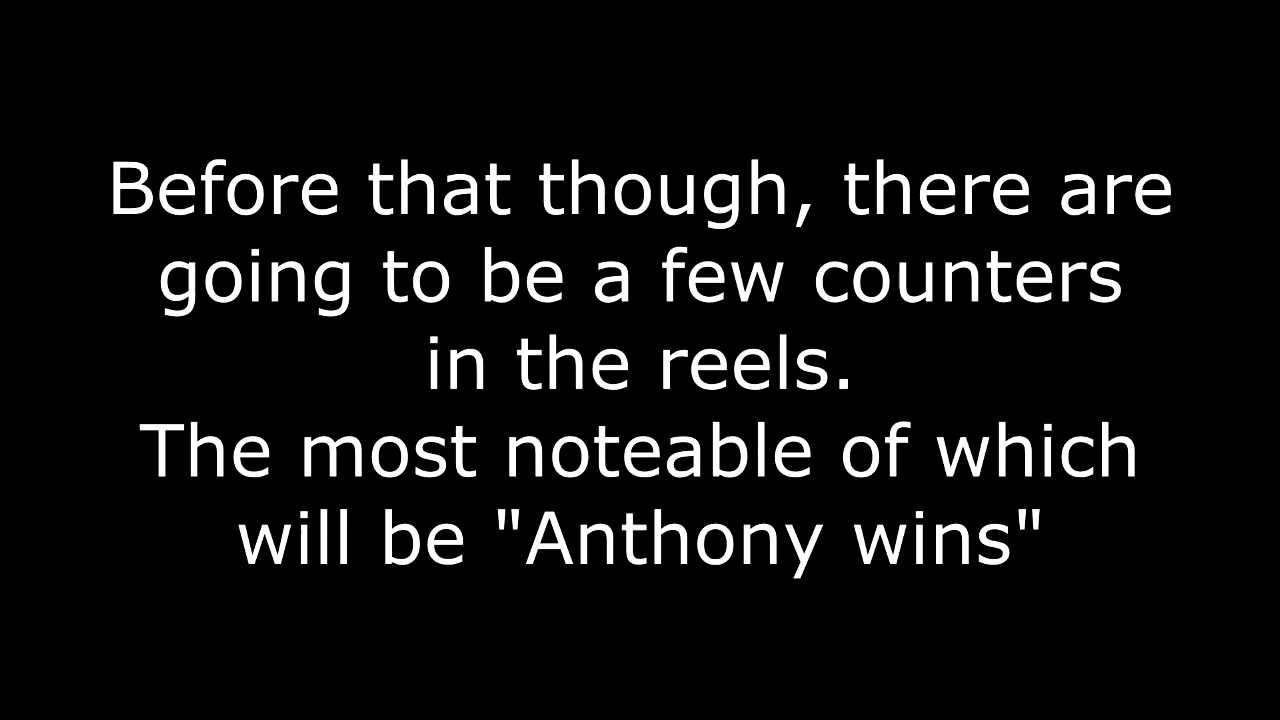 Before that though, there are
going to be a few counters
in the reels.
The most noteable of which
will be "Anthony wins"